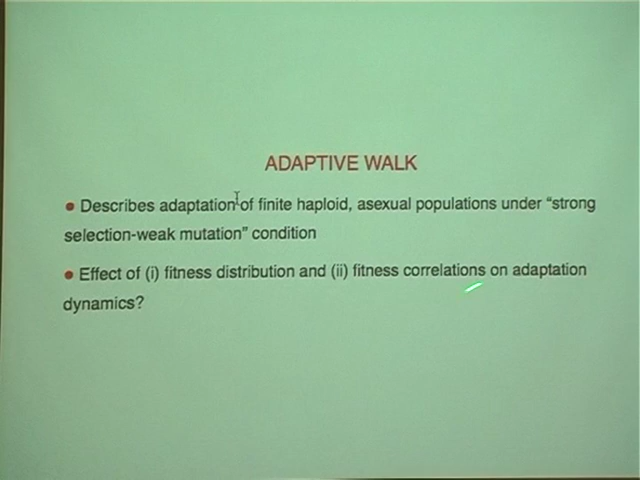 ADAPTIVE WALK
• Describes adaptation of finite haploid, asexual populations under “strong
selection-weak mutation” condition
• Effect of (i) fitness distribution and (ii) fitness correlations on adaptation
dynamics?